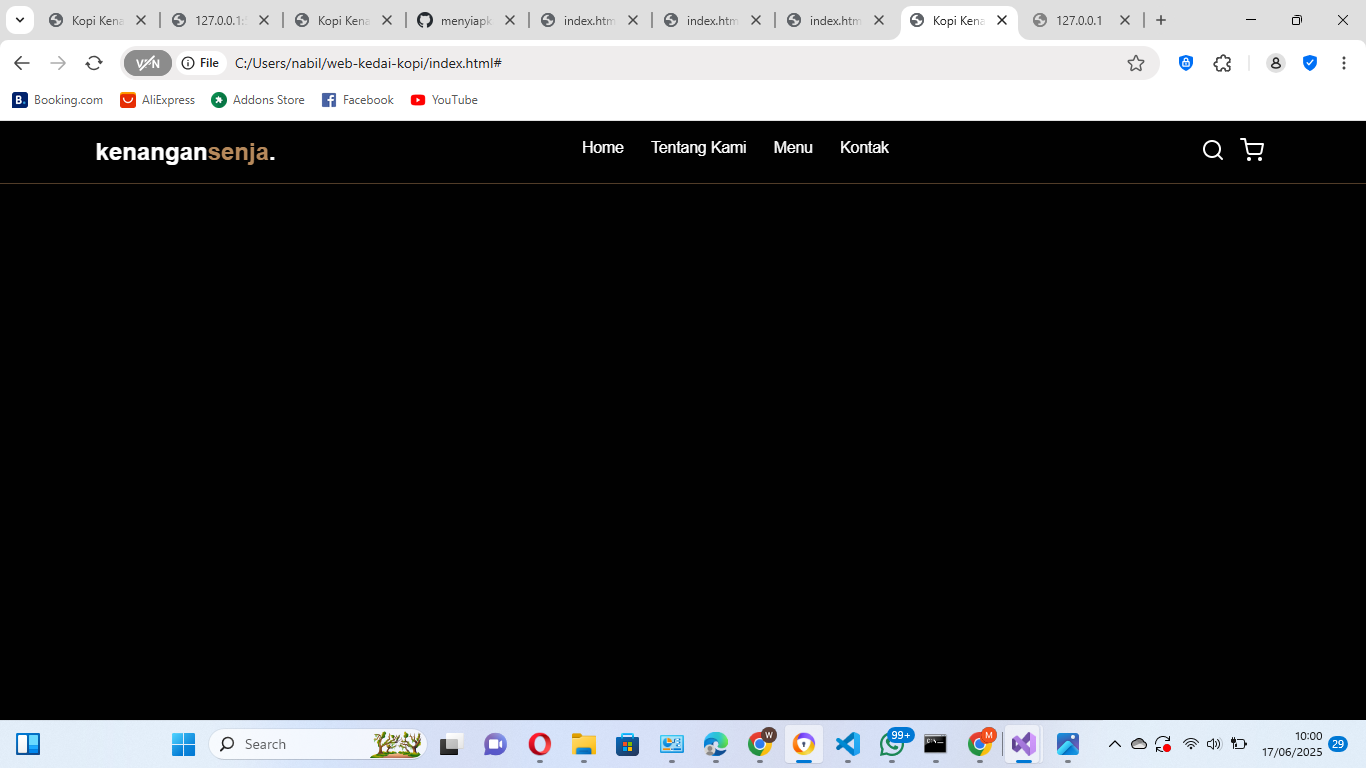 Kopi Kena
127.0.0.1:
Kopi Kena
menyiapk
index.htm
index.htm
index.htm
Kopi Kena
127.0.0.1
VPN
File
C:/Users/nabil/web-kedai-kopi/index.html#
B. Booking.com
AliExpress
Addons Store
Facebook
YouTube
kenangansenja.
Home
Tentang Kami
Menu
Kontak
Search
W
99+
M
10:00
17/06/2025
29